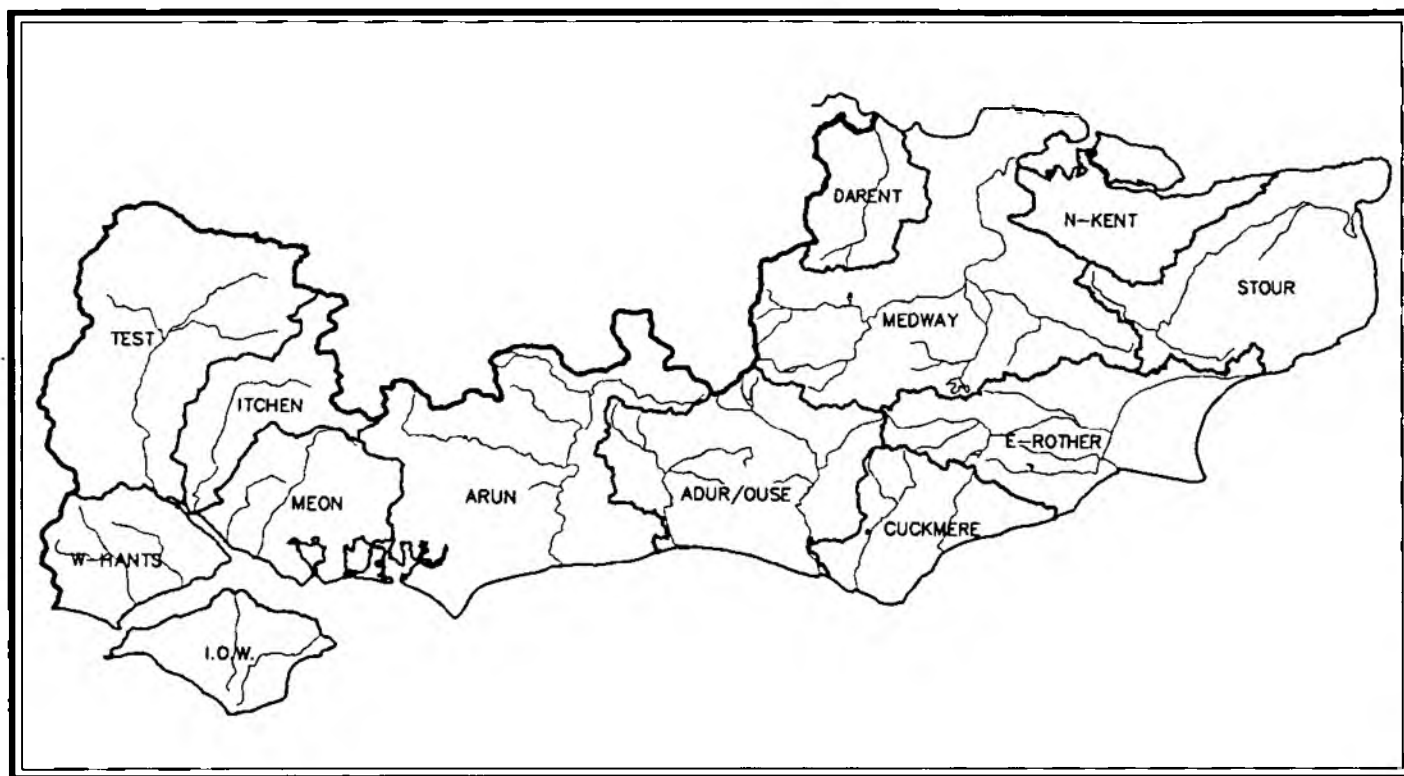 DARENT
N-KENT
STOUR
TEST
MEDWAY
ITCHEN
E-ROTHER
MEON
ARUN
ADUR/OUSE
CUCKMERE
W-HANTS
I.O.W.